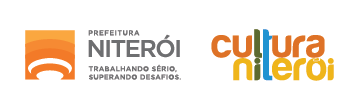 PREFEITURA
NITERÓI
TRABALHANDO SÉRIO,
SUPERANDO DESAFIOS.
cultura
niterói